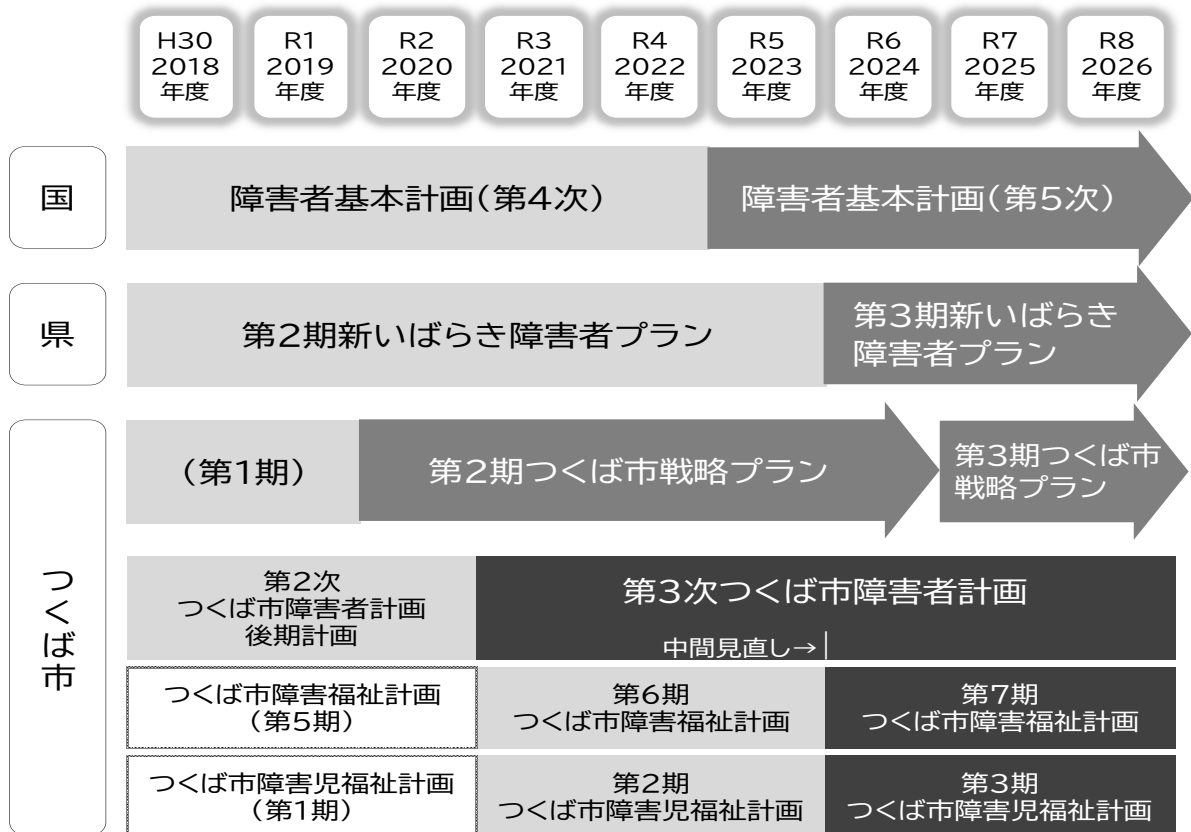 H30
2018
年度
R1
2019
年度
R2
2020
年度
R3
2021
年度
R4
2022
年度
R5
2023
年度
R6
2024
年度
R7
2025
年度
R8
2026
年度
国
障害者基本計画(第4次)
障害者基本計画(第5次)
県
第2期新いばらき障害者プラン
第3期新いばらき
障害者プラン
つくば市
(第1期)
第2期つくば市戦略プラン
第3期つくば市
戦略プラン
第2次
つくば市障害者計画
後期計画
第3次つくば市障害者計画
中間見直し→
つくば市障害福祉計画
(第5期)
第6期
つくば市障害福祉計画
第7期
つくば市障害福祉計画
つくば市障害児福祉計画
(第1期)
第2期
つくば市障害児福祉計画
第3期
つくば市障害児福祉計画